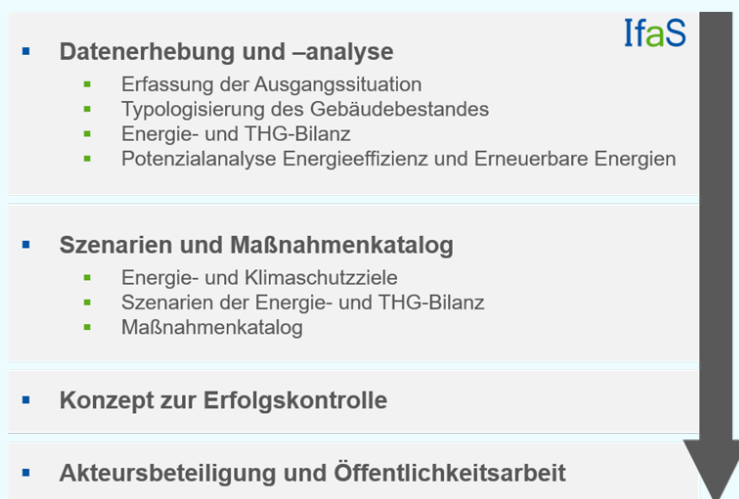 IfaS
Datenerhebung und –analyse
Erfassung der Ausgangssituation
Typologisierung des Gebäudebestandes
Energie- und THG-Bilanz
Potenzialanalyse Energieeffizienz und Erneuerbare Energien
Szenarien und Maßnahmenkatalog
Energie- und Klimaschutzziele
Szenarien der Energie- und THG-Bilanz
Maßnahmenkatalog
Konzept zur Erfolgskontrolle
Akteursbeteiligung und Öffentlichkeitsarbeit